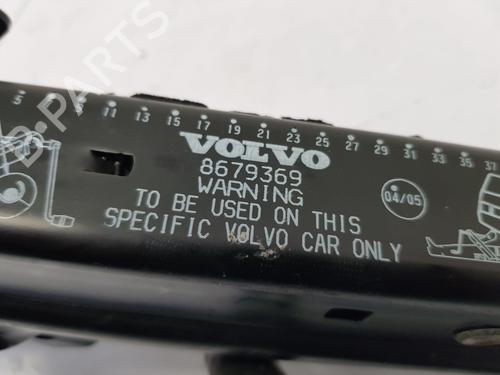 5 9 11 13 15 17 19 21 23 25 27 29 31 33 35 37
VOLVO
8679369
WARNING
04/05
TO BE USED ON THIS
SPECIFIC VOLVO CAR ONLY
B-PARTS